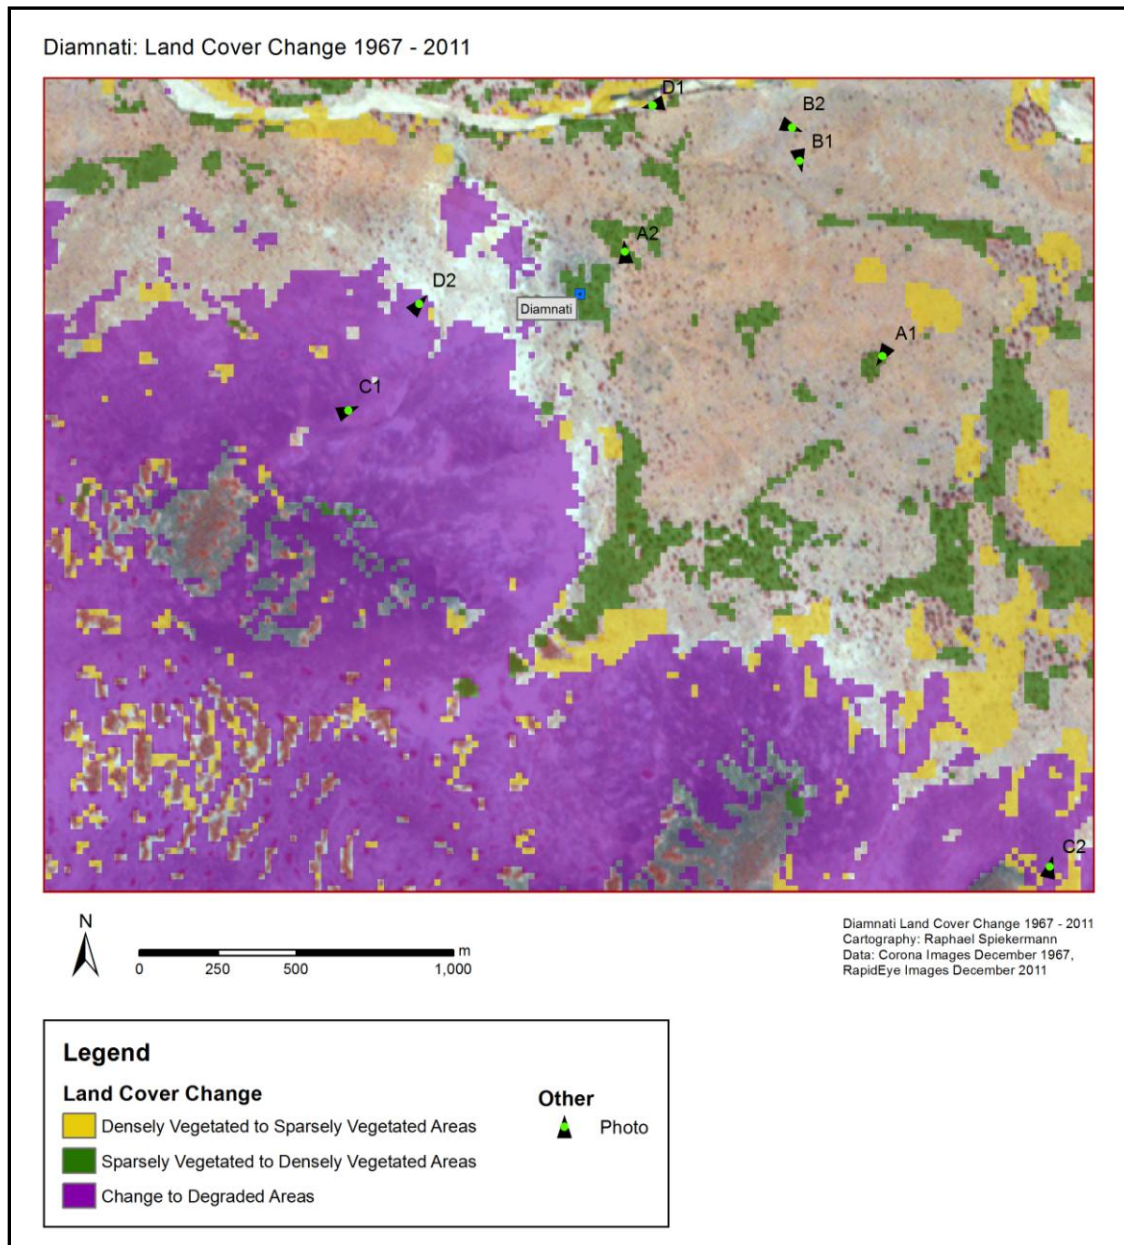 Diamnati: Land Cover Change 1967 - 2011
D1
B2
B1
A2
D2
Diamnati
A1
C1
C2
N
m
0 250 500 1,000
Diamnati Land Cover Change 1967 - 2011
Cartography: Raphael Spiekermann
Data: Corona Images December 1967,
RapidEye Images December 2011
Legend
Land Cover Change
Densely Vegetated to Sparsely Vegetated Areas
Sparsely Vegetated to Densely Vegetated Areas
Change to Degraded Areas
Other
Photo